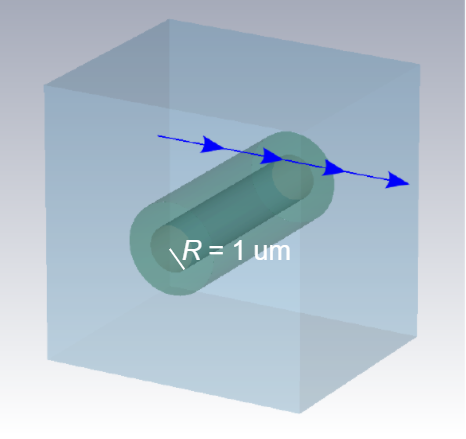 R = 1 um